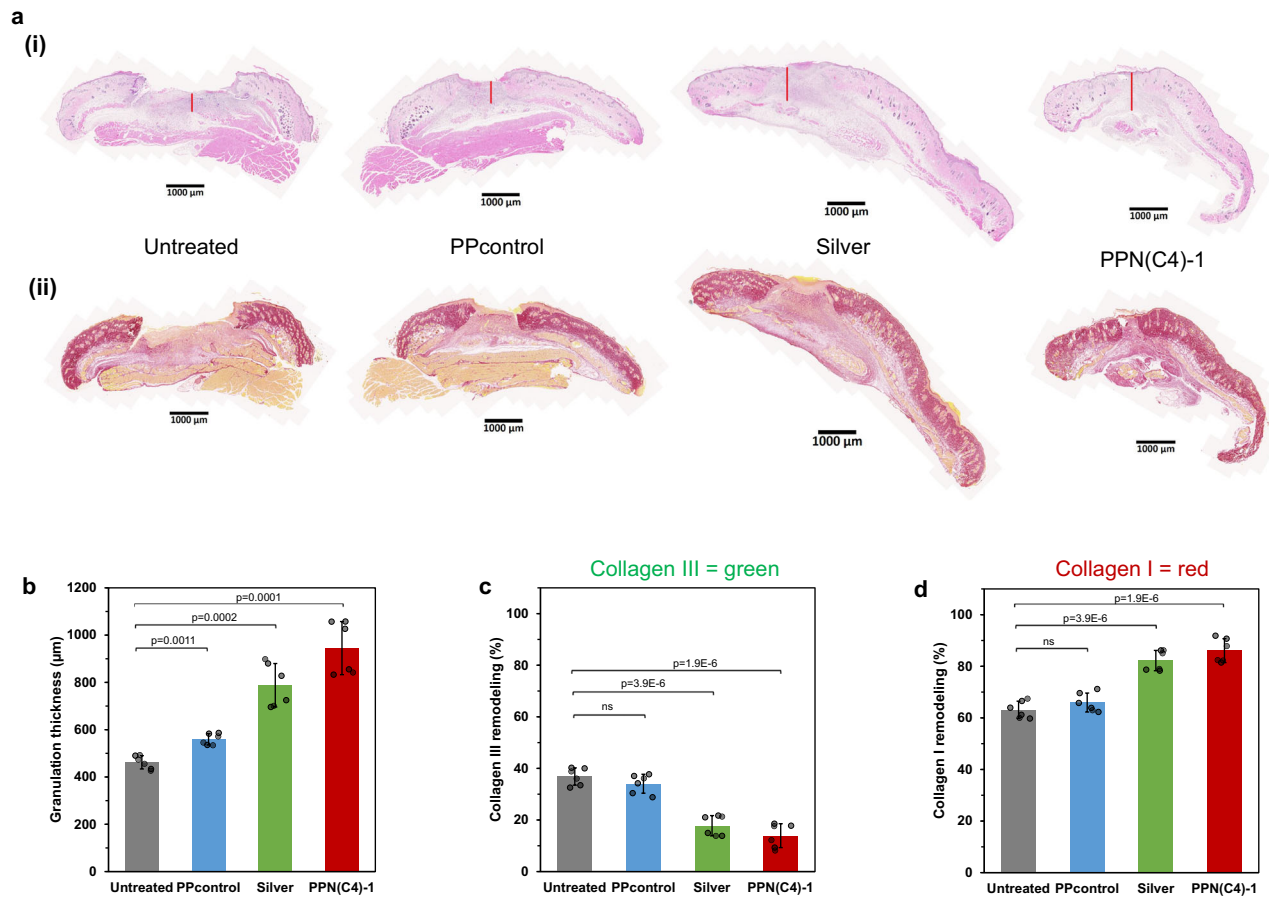 a
(i)
1000 µm
1000 µm
1000 µm
1000 µm
Untreated
PPcontrol
Silver
PPN(C4)-1
(ii)
1000 µm
1000 µm
1000 µm
1000 µm
b
Granulation thickness (µm)
1200
1000
800
600
400
200
0
p=0.0001
p=0.0002
p=0.0011
Untreated PPcontrol Silver PPN(C4)-1
c
Collagen III = green
Collagen III remodeling (%)
100
80
60
40
20
0
p=1.9E-6
p=3.9E-6
ns
Untreated PPcontrol Silver PPN(C4)-1
d
Collagen I = red
Collagen I remodeling (%)
100
80
60
40
20
0
p=1.9E-6
p=3.9E-6
ns
Untreated PPcontrol Silver PPN(C4)-1